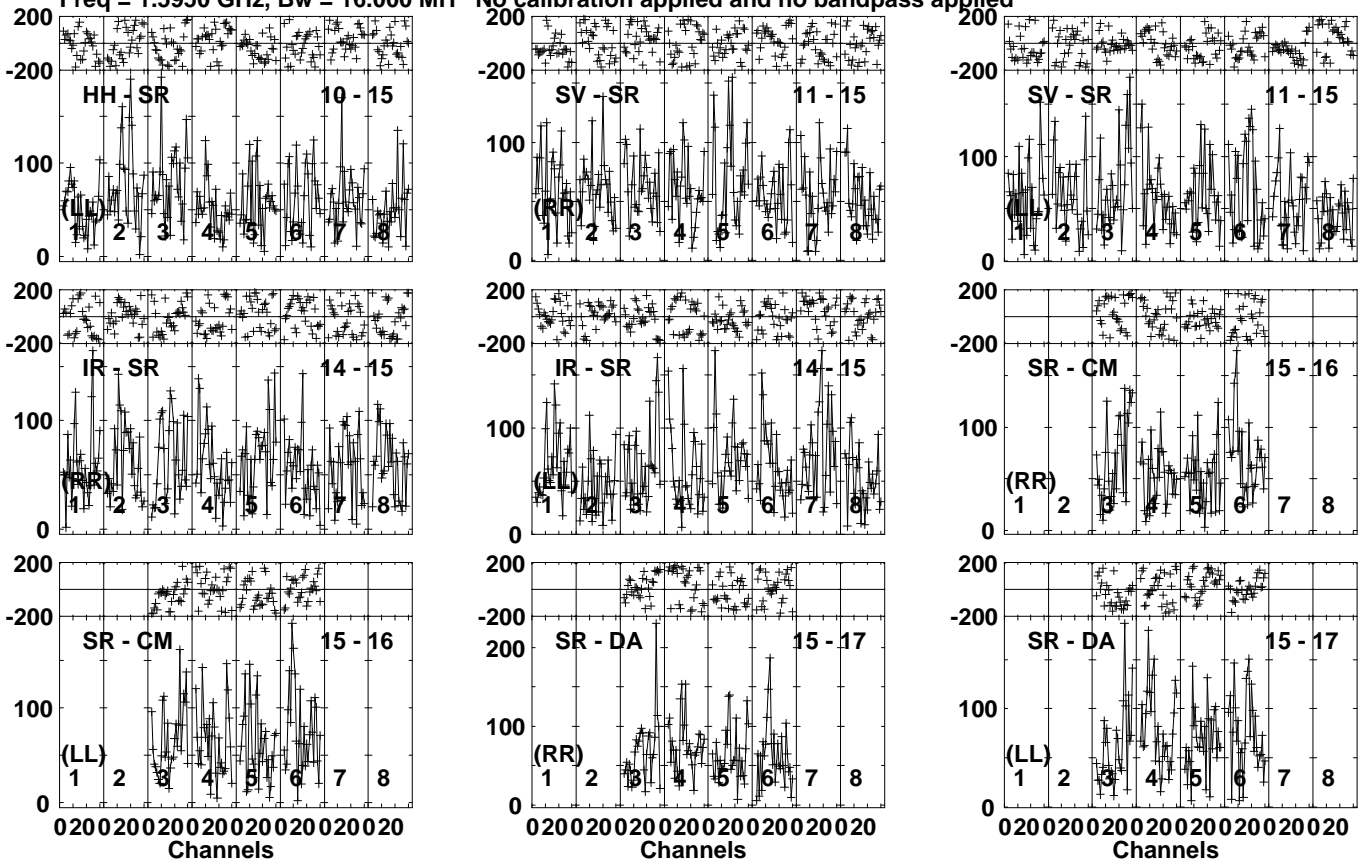 Freq = 1.5950 GHz, Bw = 16.000 MH No calibration applied and no bandpass applied
200 200 200
-200 -200 -200
HH - SR 10 - 15 SV - SR 11 - 15 SV - SR 11 - 15
100 100 100
(LL) (RR) (LL)
1 2 3 4 5 6 7 8 1 2 3 4 5 6 7 8 1 2 3 4 5 6 7 8
0 0 0
200 200 200
-200 -200 -200
IR - SR 14 - 15 IR - SR 14 - 15 SR - CM 15 - 16
100 100 100
(RR) (LL) (RR)
1 2 3 4 5 6 7 8 1 2 3 4 5 6 7 8 1 2 3 4 5 6 7 8
0 0 0
200 200 200
-200 -200 -200
SR - CM 15 - 16 SR - DA 15 - 17 SR - DA 15 - 17
200
100 100 100
(LL) (RR) (LL)
1 2 3 4 5 6 7 8 1 2 3 4 5 6 7 8 1 2 3 4 5 6 7 8
0 0 0
0 20 0 20 0 20 0 20 0 20 0 20 0 20 0 20 0 20 0 20 0 20 0 20 0 20 0 20 0 20 0 20 0 20 0 20 0 20 0 20 0 20 0 20 0 20 0 20
Channels Channels Channels